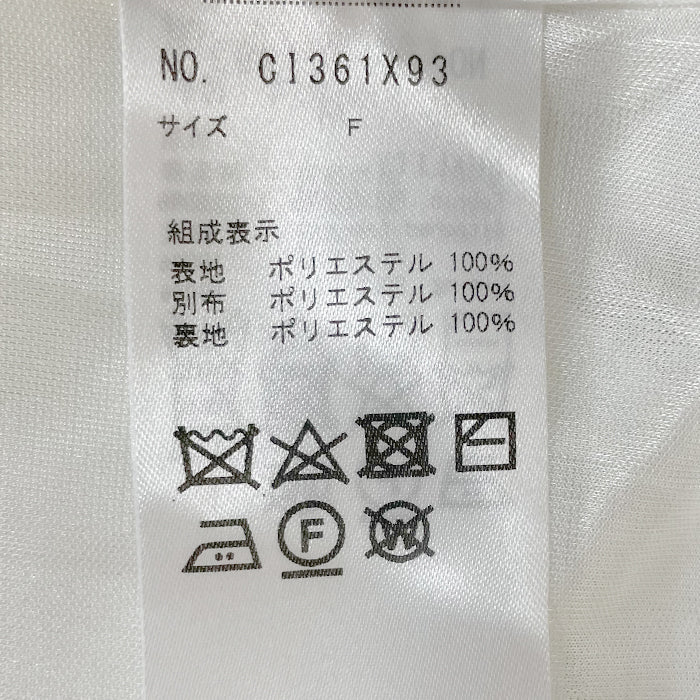 NO. CI361X93
サイズ F
組成表示
表地 ポリエステル 100%
別布 ポリエステル 100%
裏地 ポリエステル 100%
F
W